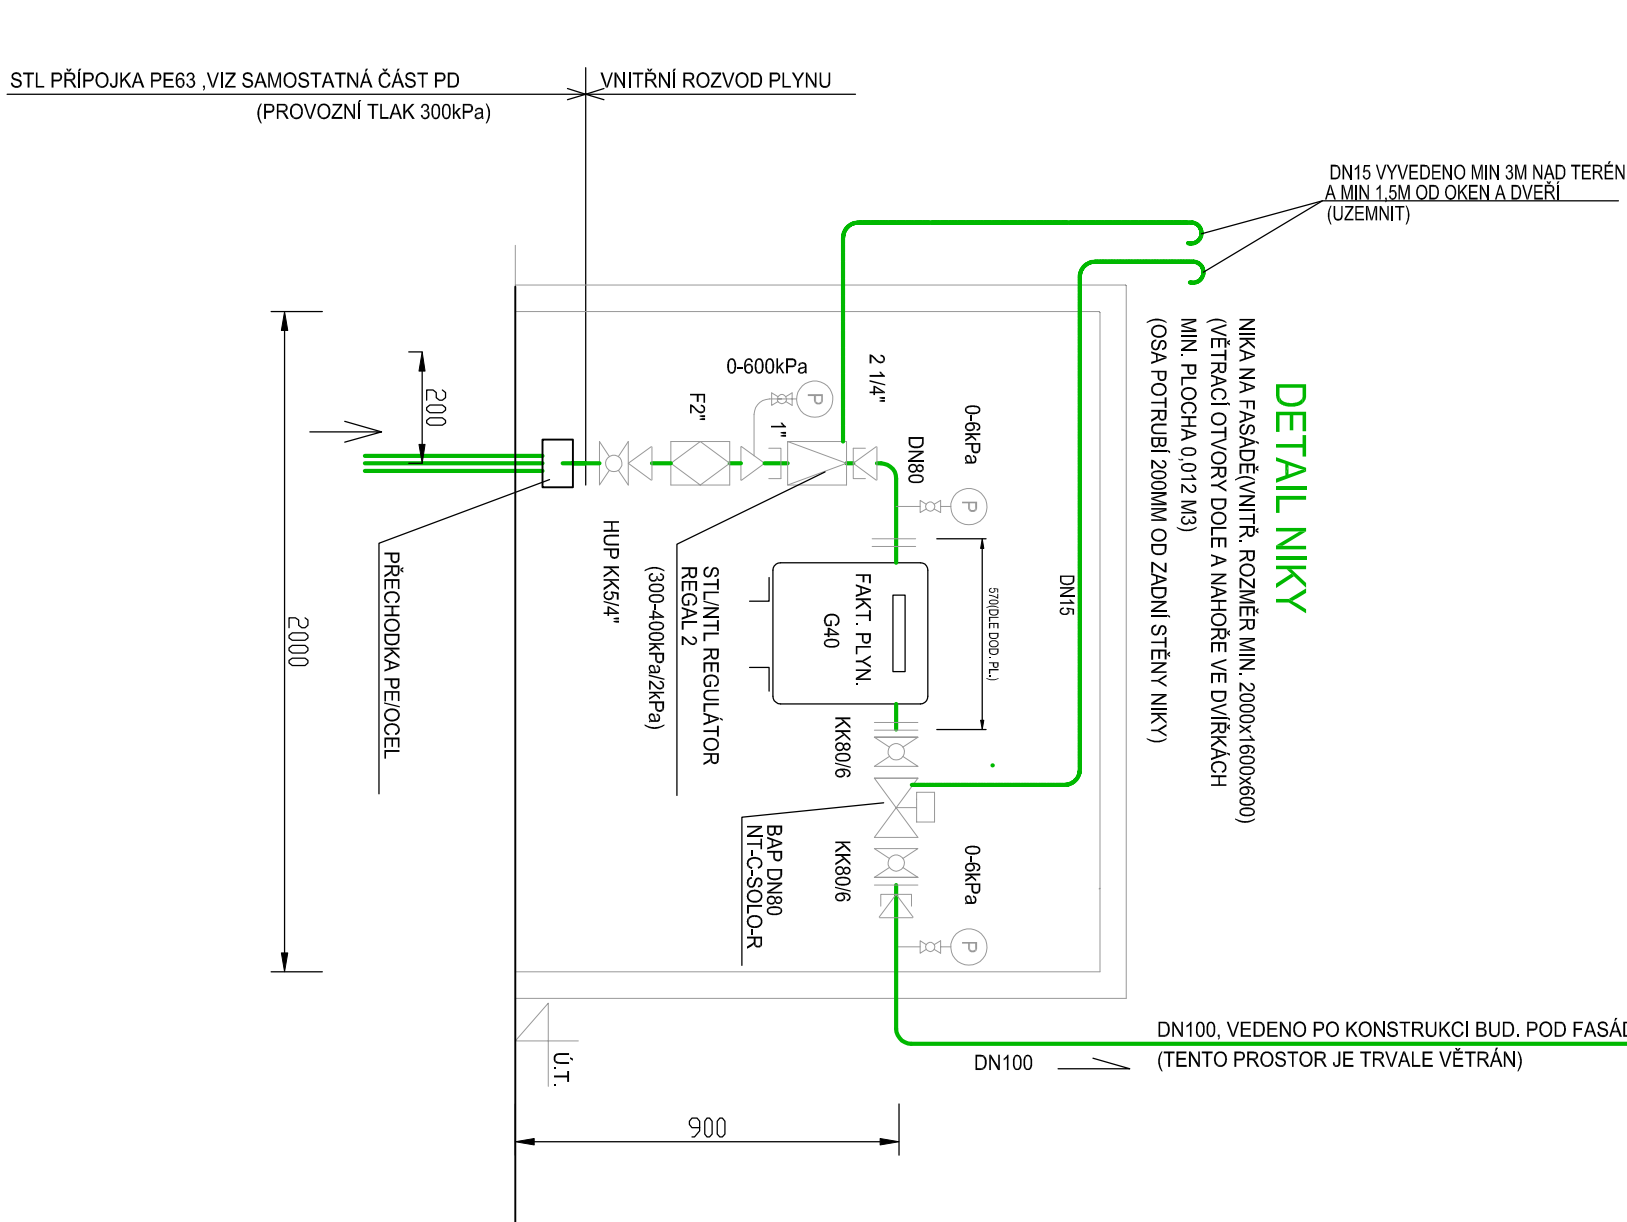 STL PŘÍPOJKA PE63 ,VIZ SAMOSTATNÁ ČÁST PD
(PROVOZNÍ TLAK 300kPa)
VNITŘNÍ ROZVOD PLYNU
DN15 VYVEDENO MIN 3M NAD TERÉN
A MIN 1,5M OD OKEN A DVEŘÍ
(UZEMNIT)
DETAIL NIKY
NIKA NA FASÁDĚ(VNITŘ. ROZMĚR MIN. 2000x1600x600)
(VĚTRACÍ OTVORY DOLE A NAHOŘE VE DVÍŘKÁCH
MIN. PLOCHA 0,012 M3)
(OSA POTRUBÍ 200MM OD ZADNÍ STĚNY NIKY)
0-600kPa
P
2 1/4"
F2"
1"
0-6kPa
DN80
P
200
2000
PŘECHODKA PE/OCEL
HUP KK5/4"
STL/NTL REGULÁTOR
REGAL 2
(300-400kPa/2kPa)
FAKT. PLYN.
G40
570(DLE DOD. PL.)
DN15
KK80/6
BAP DN80
NT-C-SOLO-R
KK80/6
0-6kPa
P
Ú.T.
DN100
DN100, VEDENO PO KONSTRUKCI BUD. POD FASÁD
(TENTO PROSTOR JE TRVALE VĚTRÁN)
900